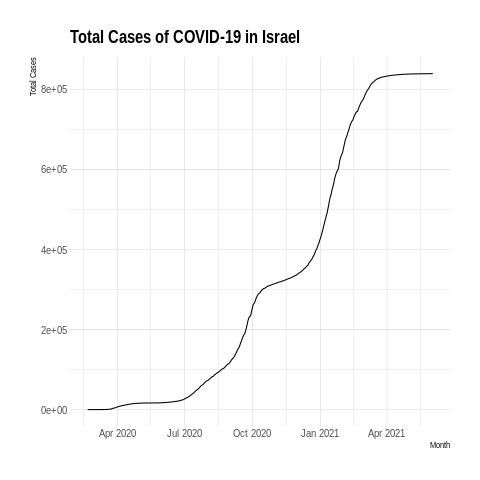 Total Cases of COVID-19 in Israel
Total Cases
8e+05
6e+05
4e+05
2e+05
0e+00
Apr 2020 Jul 2020 Oct 2020 Jan 2021 Apr 2021
Month